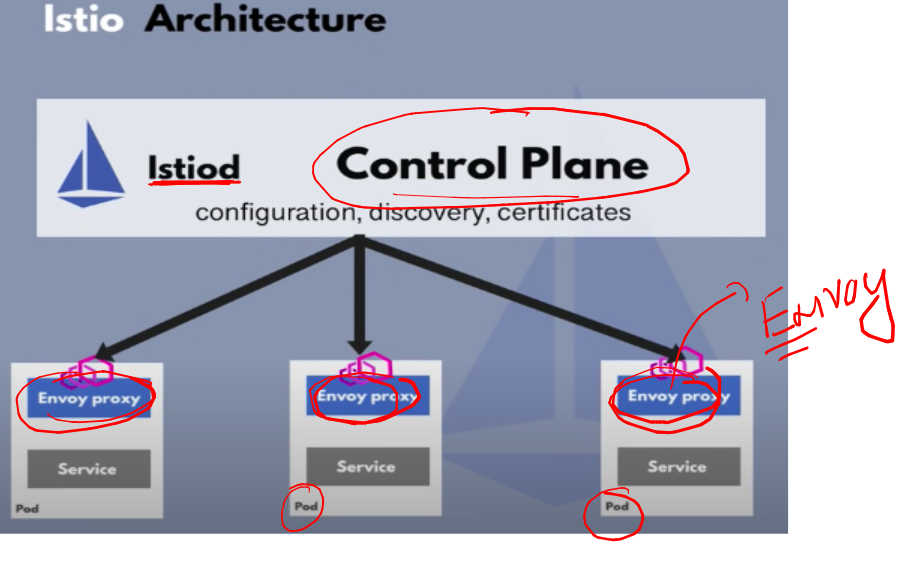 Istio Architecture
Istiod Control Plane
configuration, discovery, certificates
Envoy
Envoy proxy Envoy proxy Envoy proxy
Service Service Service
Pod Pod Pod